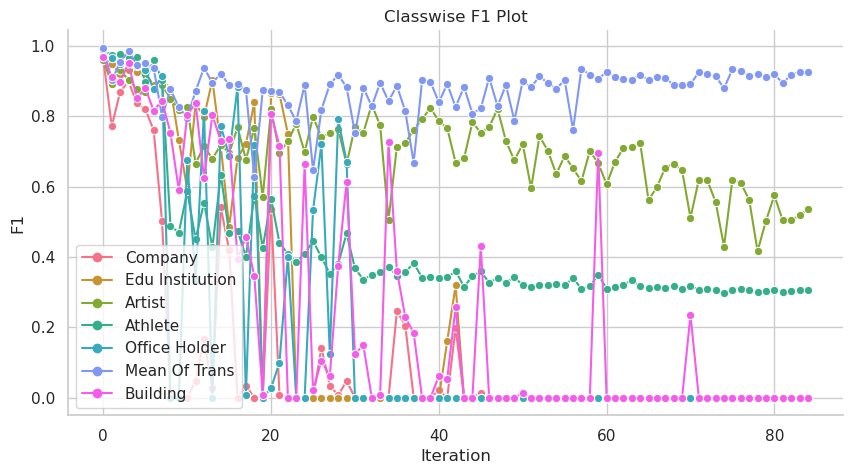 Classwise F1 Plot
1.0
0.8
0.6
0.4
0.2
0.0
F1
Company
Edu Institution
Artist
Athlete
Office Holder
Mean Of Trans
Building
0 20 40 60 80
Iteration